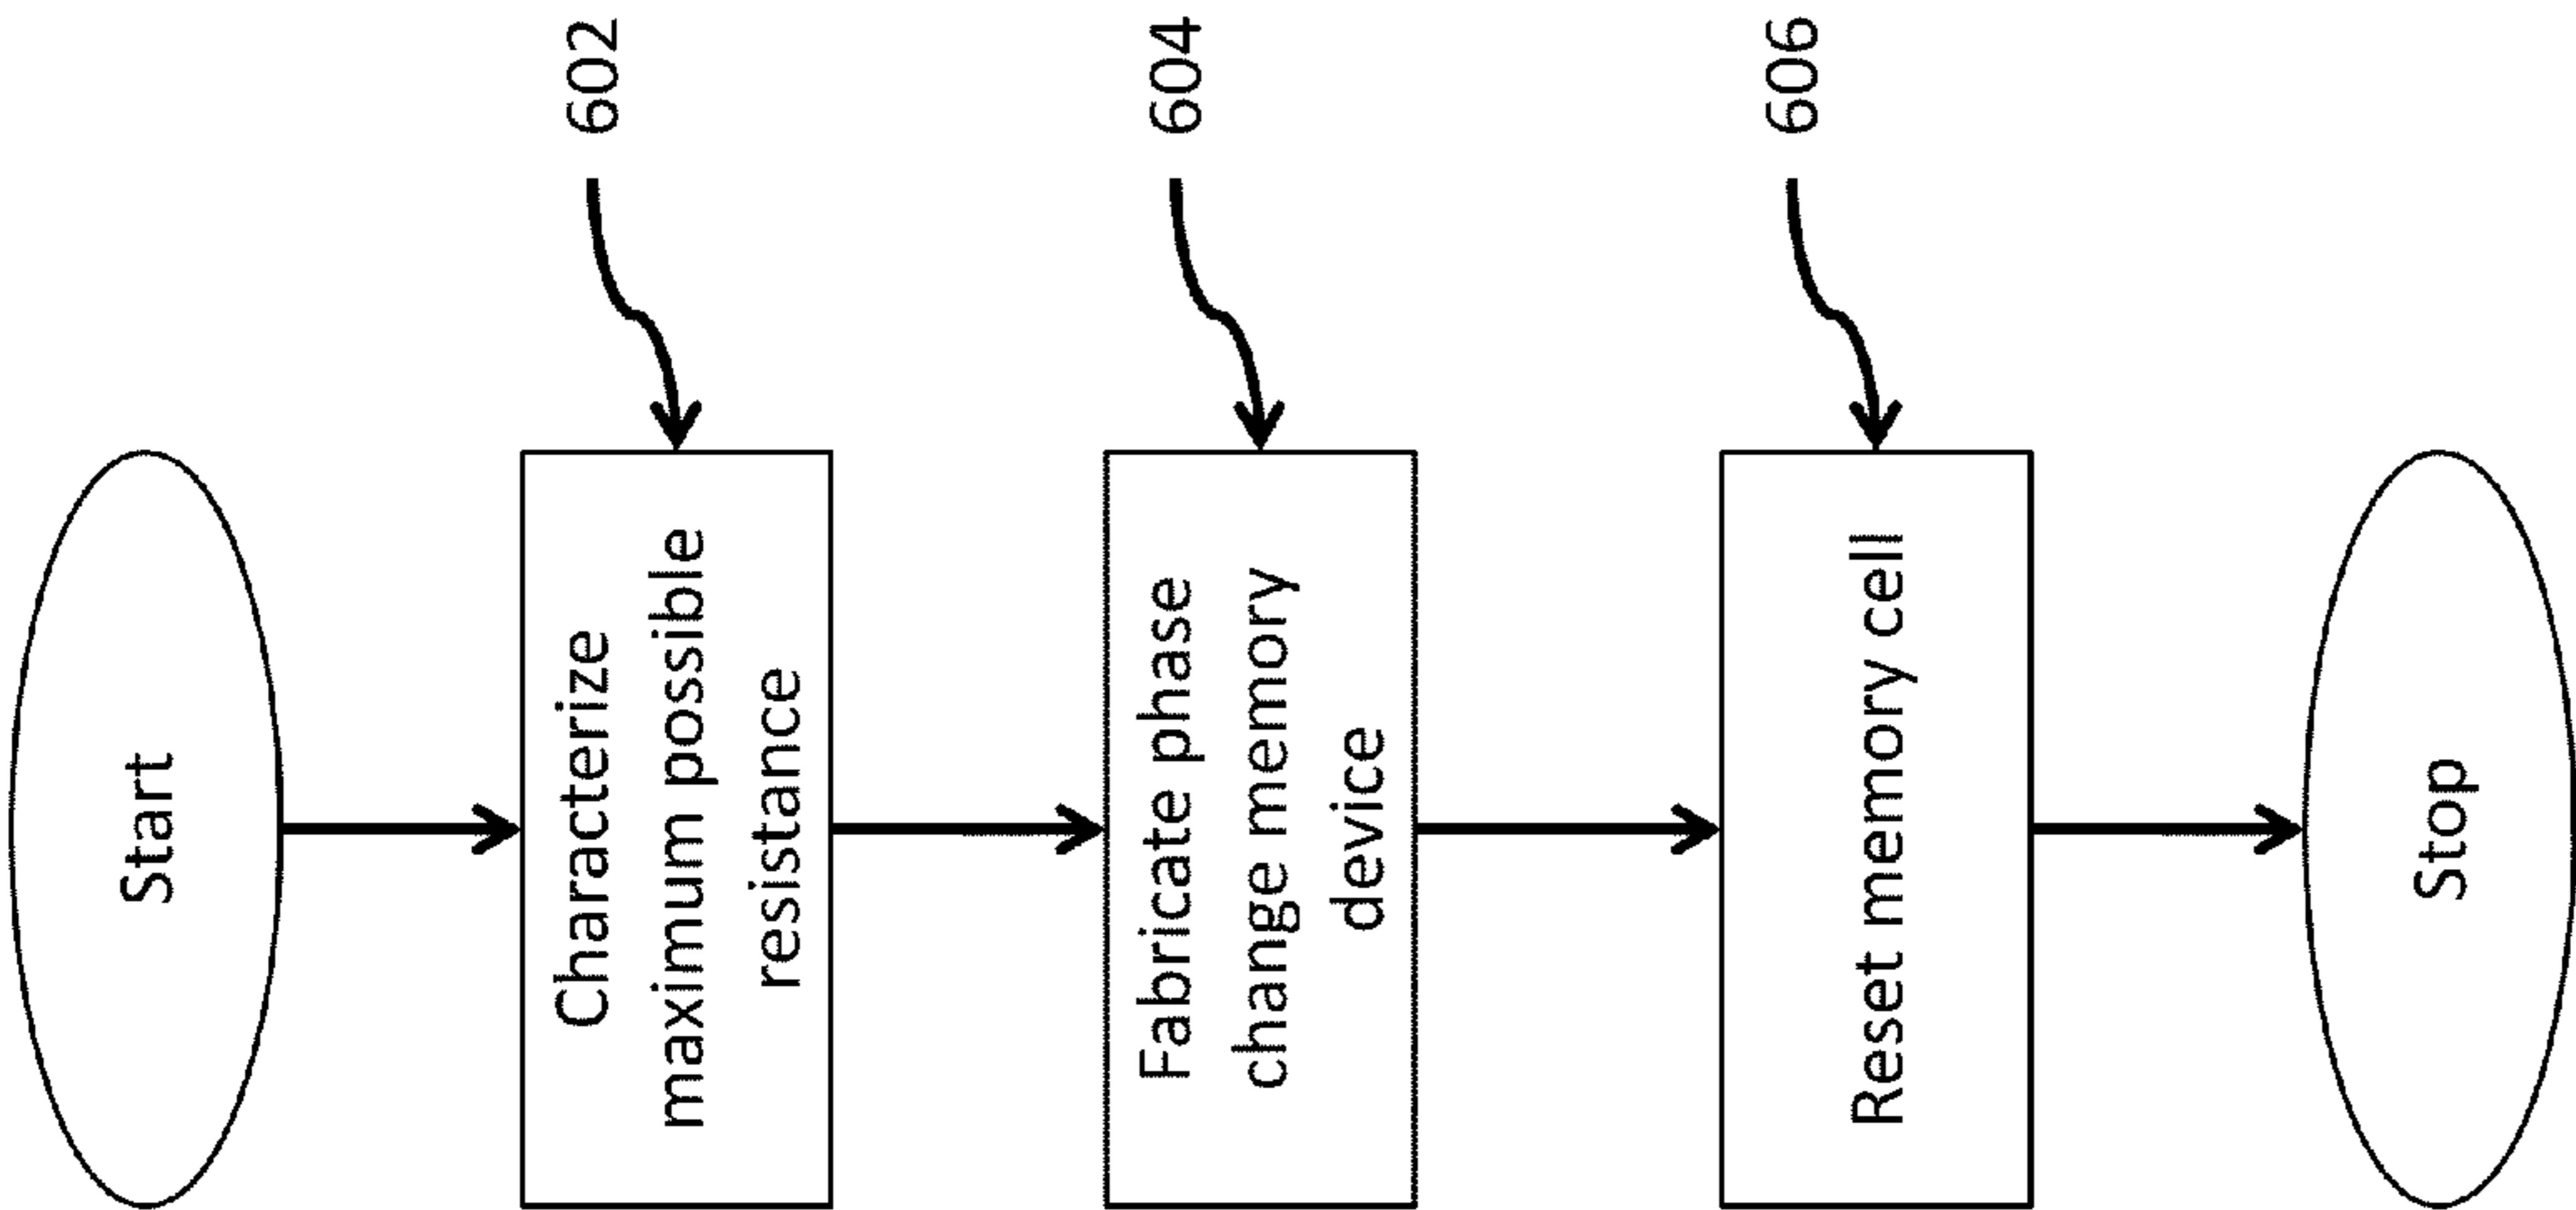 Start
Characterize
maximum possible
resistance
602
Fabricate phase
change memory
device
604
Reset memory cell
606
Stop